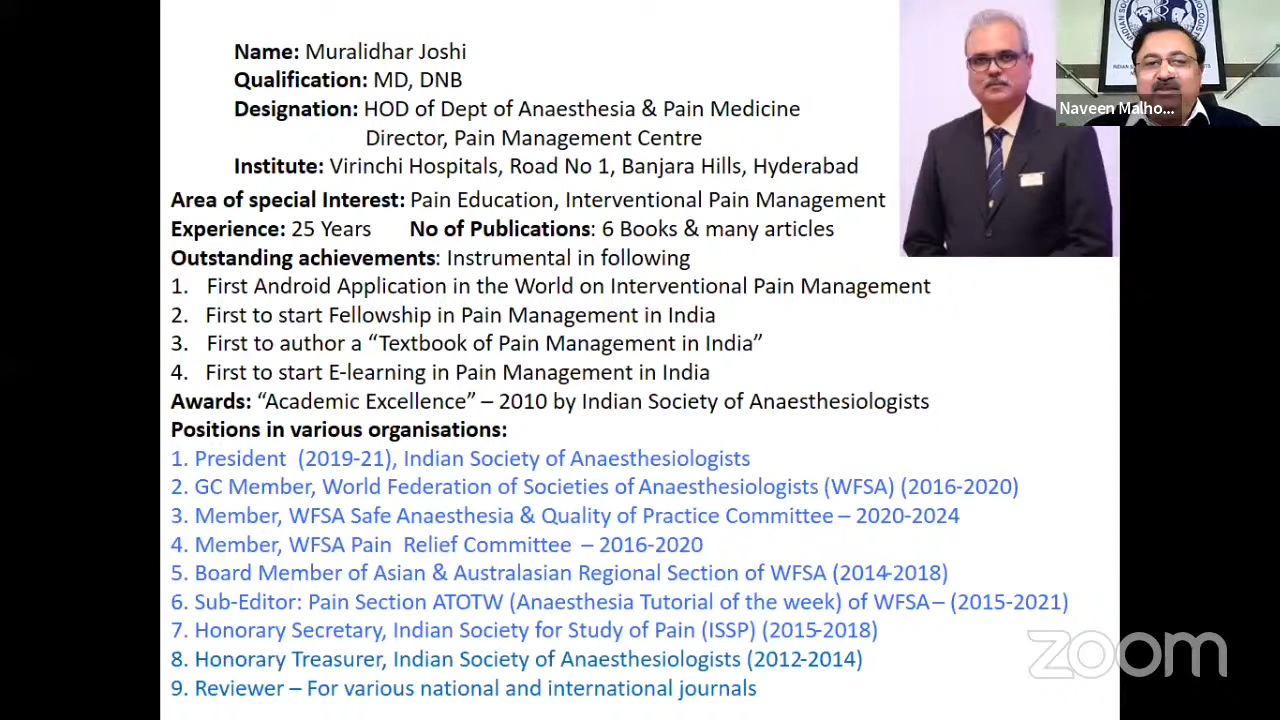 Name: Muralidhar Joshi
Qualification: MD, DNB
Designation: HOD of Dept of Anaesthesia & Pain Medicine
Director, Pain Management Centre
Institute: Virinchi Hospitals, Road No 1, Banjara Hills, Hyderabad
Area of special Interest: Pain Education, Interventional Pain Management
Experience: 25 Years No of Publications: 6 Books & many articles
Outstanding achievements: Instrumental in following
1. First Android Application in the World on Interventional Pain Management
2. First to start Fellowship in Pain Management in India
3. First to author a “Textbook of Pain Management in India”
4. First to start E-learning in Pain Management in India
Awards: “Academic Excellence” – 2010 by Indian Society of Anaesthesiologists
Positions in various organisations:
1. President (2019-21), Indian Society of Anaesthesiologists
2. GC Member, World Federation of Societies of Anaesthesiologists (WFSA) (2016-2020)
3. Member, WFSA Safe Anaesthesia & Quality of Practice Committee – 2020-2024
4. Member, WFSA Pain Relief Committee – 2016-2020
5. Board Member of Asian & Australasian Regional Section of WFSA (2014-2018)
6. Sub-Editor: Pain Section ATOTW (Anaesthesia Tutorial of the week) of WFSA – (2015-2021)
7. Honorary Secretary, Indian Society for Study of Pain (ISSP) (2015-2018)
8. Honorary Treasurer, Indian Society of Anaesthesiologists (2012-2014)
9. Reviewer – For various national and international journals
Naveen Malho...
zoom